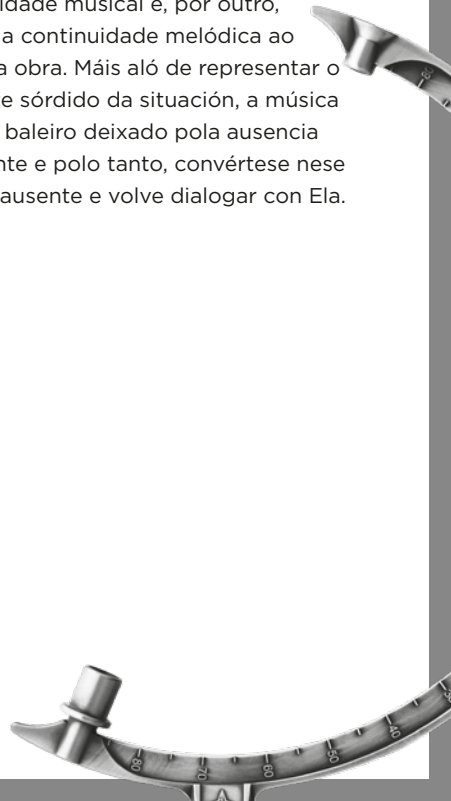 idade musical e, por outro,
a continuidade melódica ao
a obra. Máis aló de representar o
e sórdido da situación, a música
baleiro deixado pola ausencia
nte e polo tanto, convértese nese
ausente e volve dialogar con Ela.
60
80
70
60
50
40